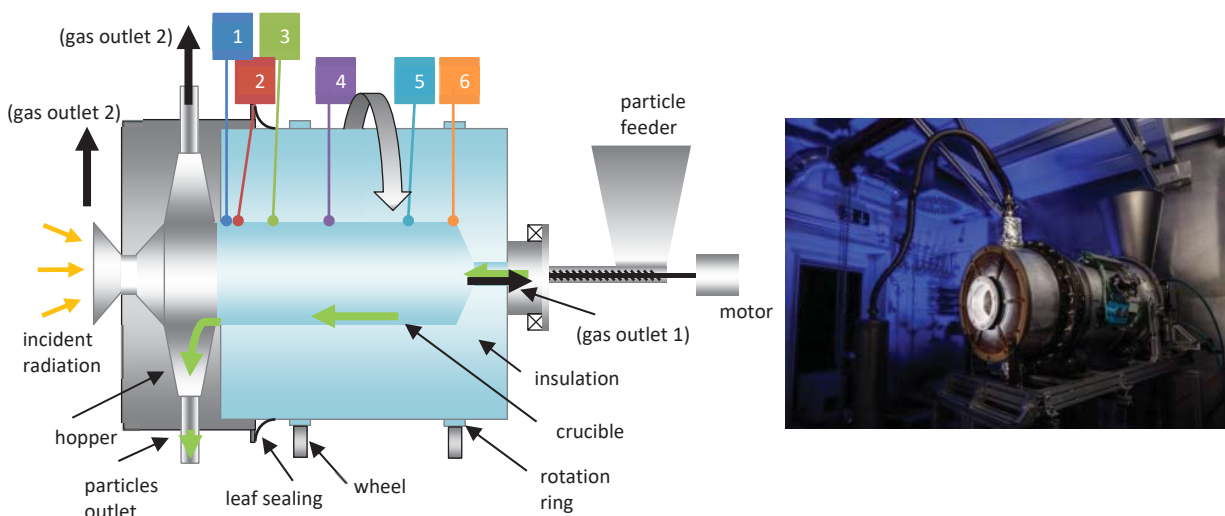 (gas outlet 2)
1
3
2
4
5
6
(gas outlet 2)
particle
feeder
incident
radiation
motor
(gas outlet 1)
insulation
hopper
crucible
particles
outlet
leaf sealing
wheel
rotation
ring